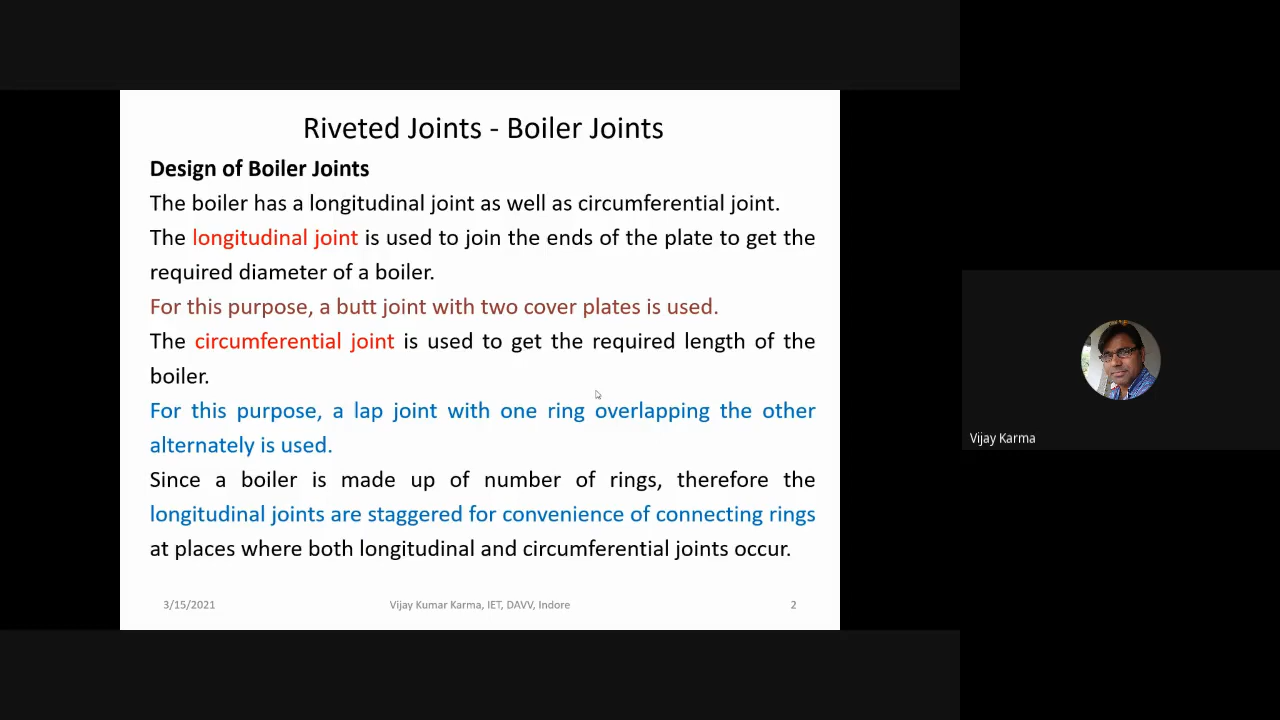 Riveted Joints - Boiler Joints
Design of Boiler Joints
The boiler has a longitudinal joint as well as circumferential joint.
The longitudinal joint is used to join the ends of the plate to get the
required diameter of a boiler.
For this purpose, a butt joint with two cover plates is used.
The circumferential joint is used to get the required length of the
boiler.
For this purpose, a lap joint with one ring overlapping the other
alternately is used.
Since a boiler is made up of number of rings, therefore the
longitudinal joints are staggered for convenience of connecting rings
at places where both longitudinal and circumferential joints occur.
3/15/2021
Vijay Kumar Karma, IET, DAVV, Indore
2
Vijay Karma